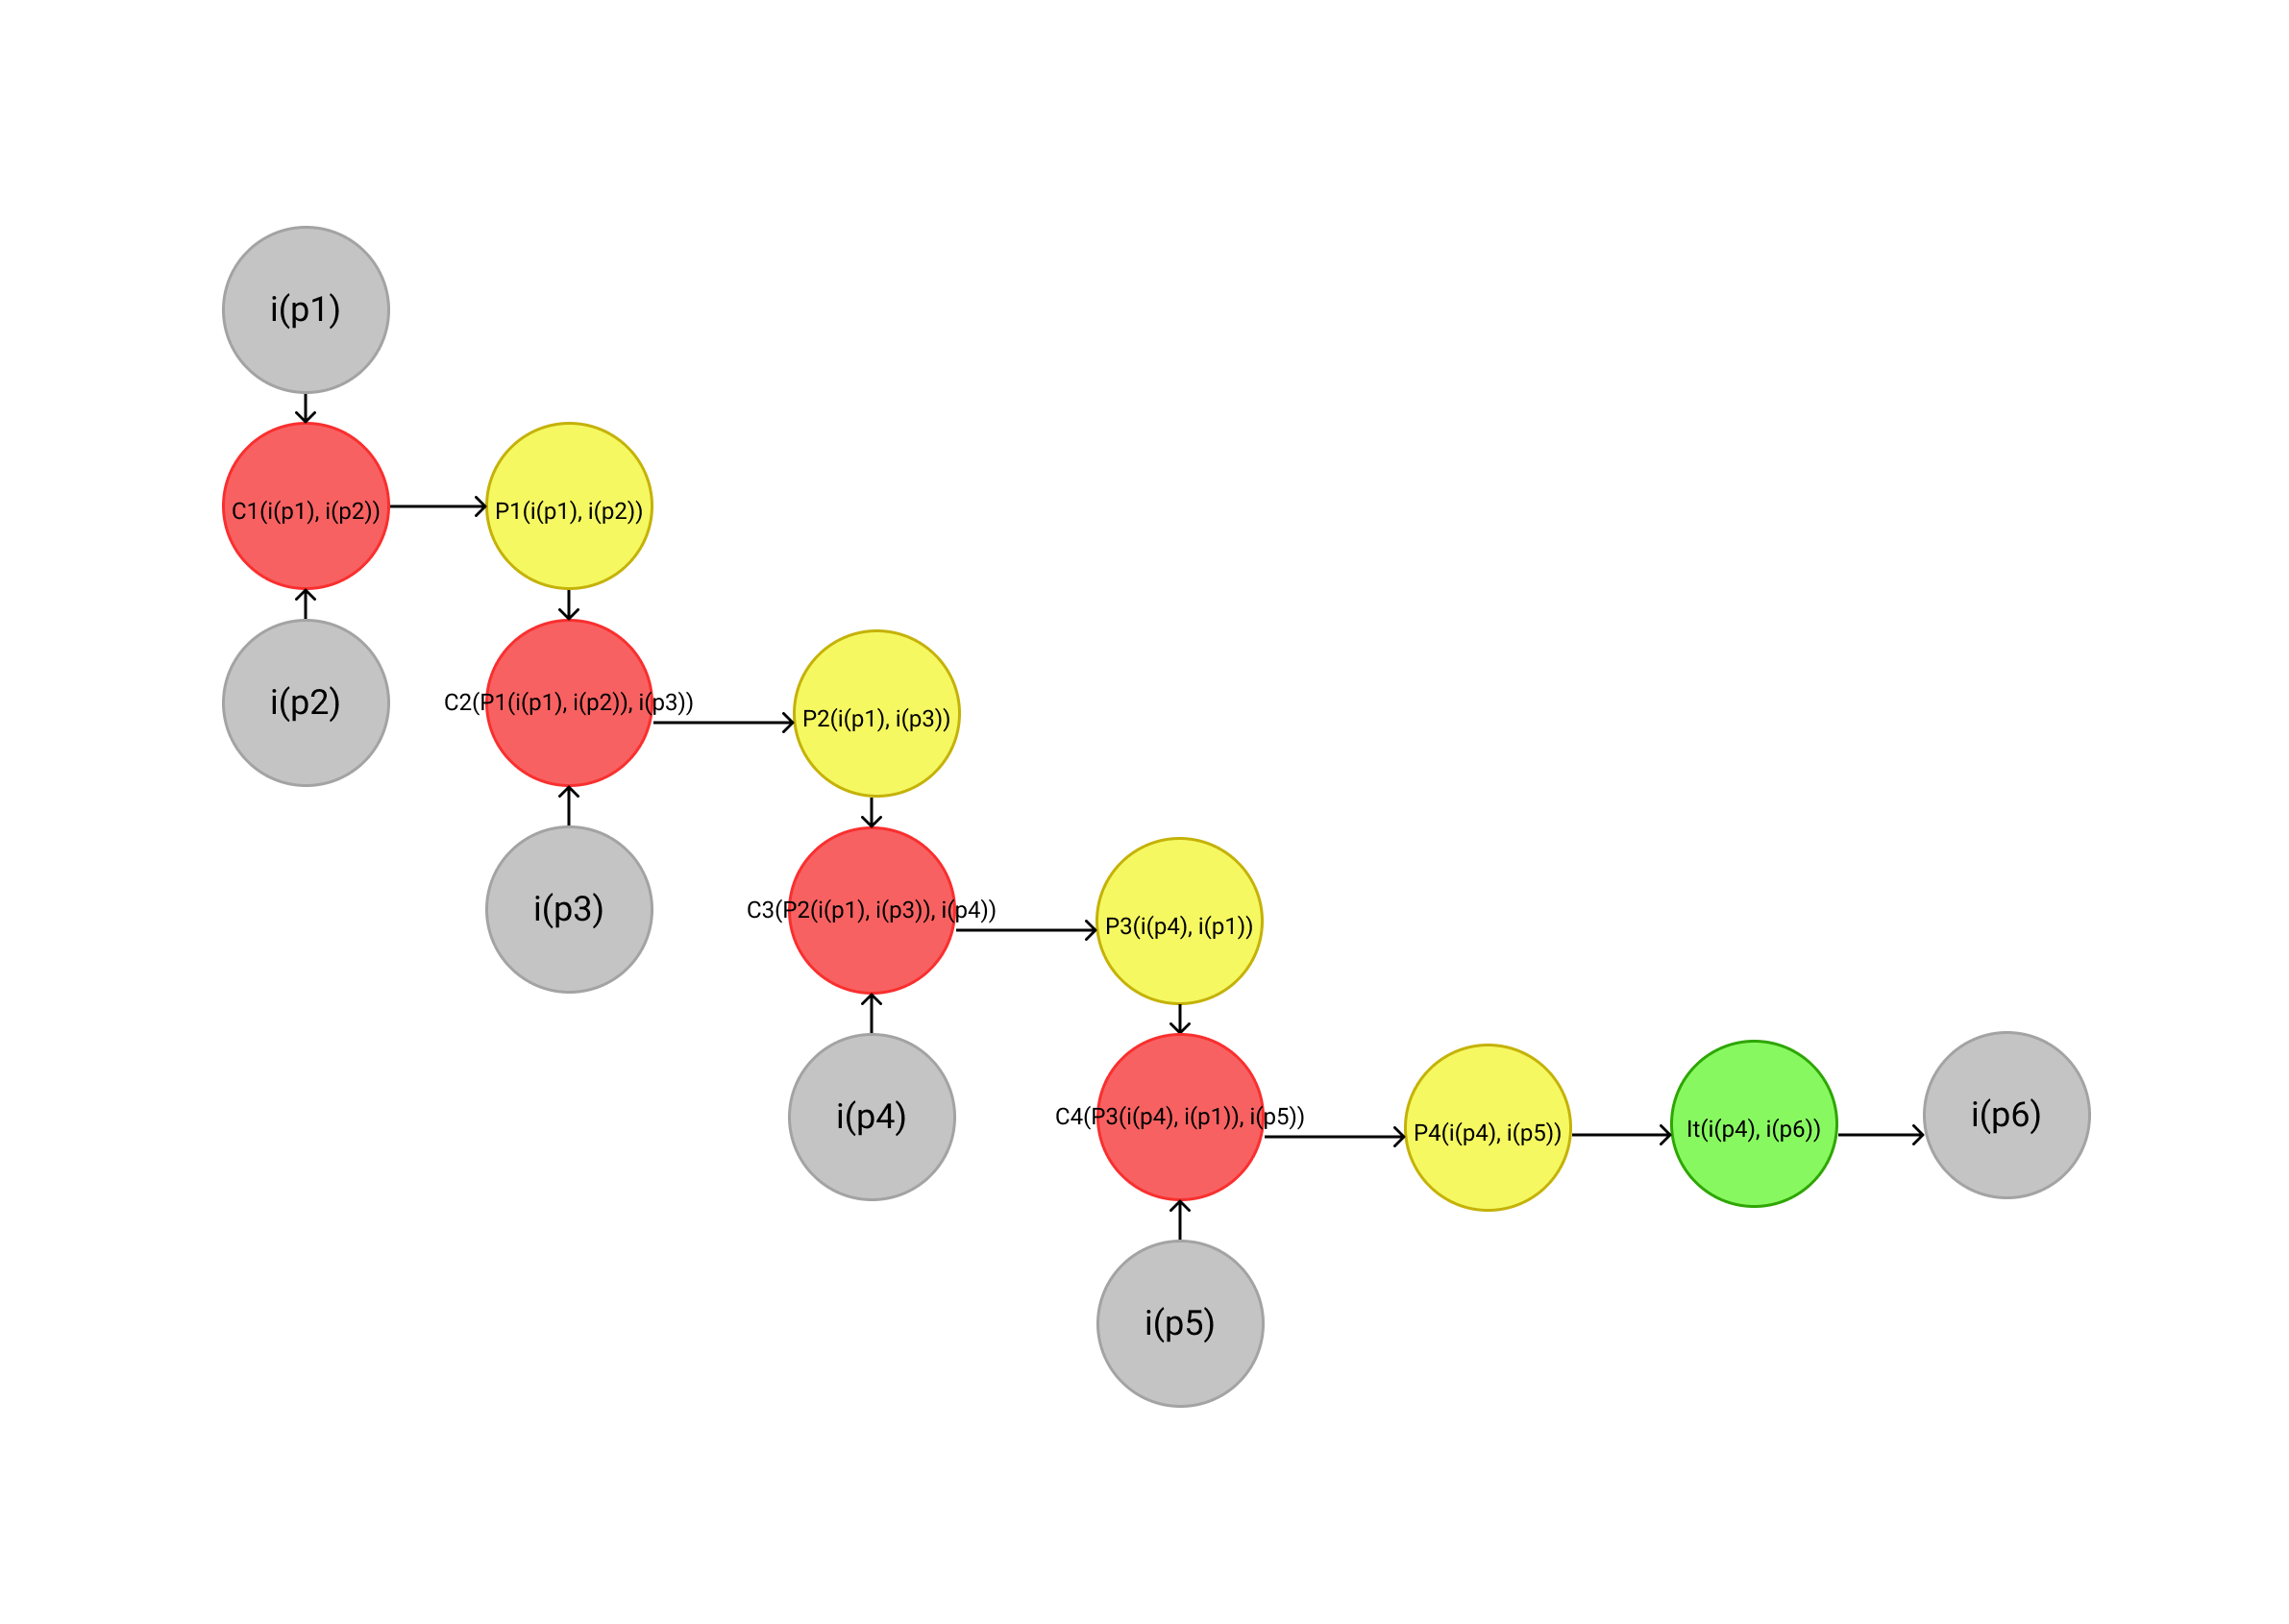 i(p1)
C1(i(p1), i(p2))
P1(i(p1), i(p2))
i(p2)
C2(P1(i(p1), i(p2)), i(p3))
P2(i(p1), i(p3))
i(p3)
C3(P2(i(p1), i(p3)), i(p4))
P3(i(p4), i(p1))
i(p4)
C4(P3(i(p4), i(p1)), i(p5))
P4(i(p4), i(p5))
It(i(p4), i(p6))
i(p6)
i(p5)